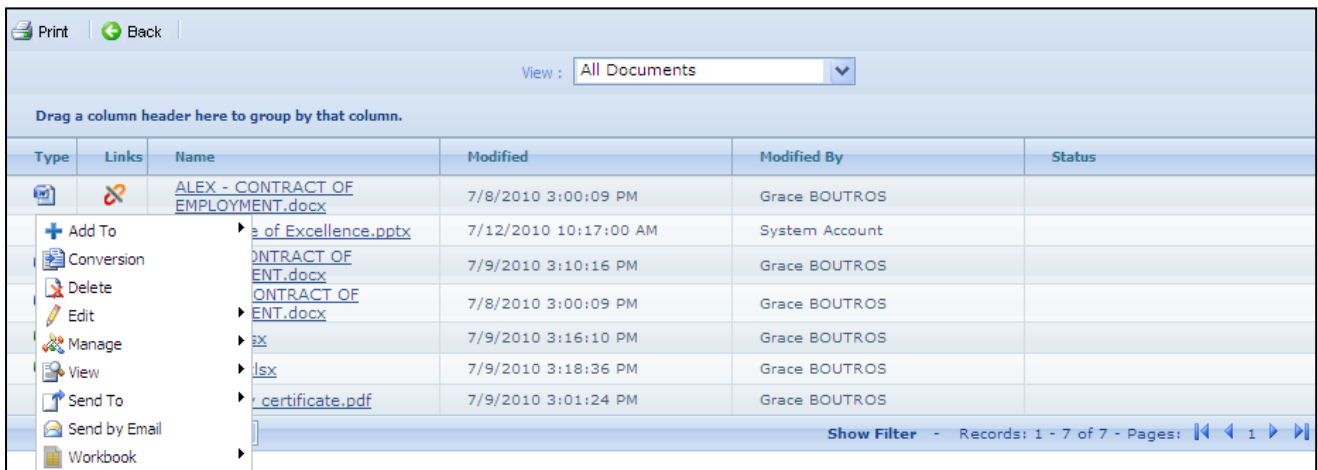 Print Back
View : All Documents
Drag a column header here to group by that column.
Type Links Name Modified Modified By Status
ALEX - CONTRACT OF
EMPLOYMENT.docx 7/8/2010 3:00:09 PM Grace BOUTROS
Add To of Excellence.pptx 7/12/2010 10:17:00 AM System Account
Conversion OF
.docx 7/9/2010 3:10:16 PM Grace BOUTROS
Delete OF
Edit .docx 7/8/2010 3:00:09 PM Grace BOUTROS
Manage 7/9/2010 3:16:10 PM Grace BOUTROS
View 7/9/2010 3:18:36 PM Grace BOUTROS
Send To certificate.pdf 7/9/2010 3:01:24 PM Grace BOUTROS
Send by Email Show Filter - Records: 1 - 7 of 7 - Pages: 1
Workbook